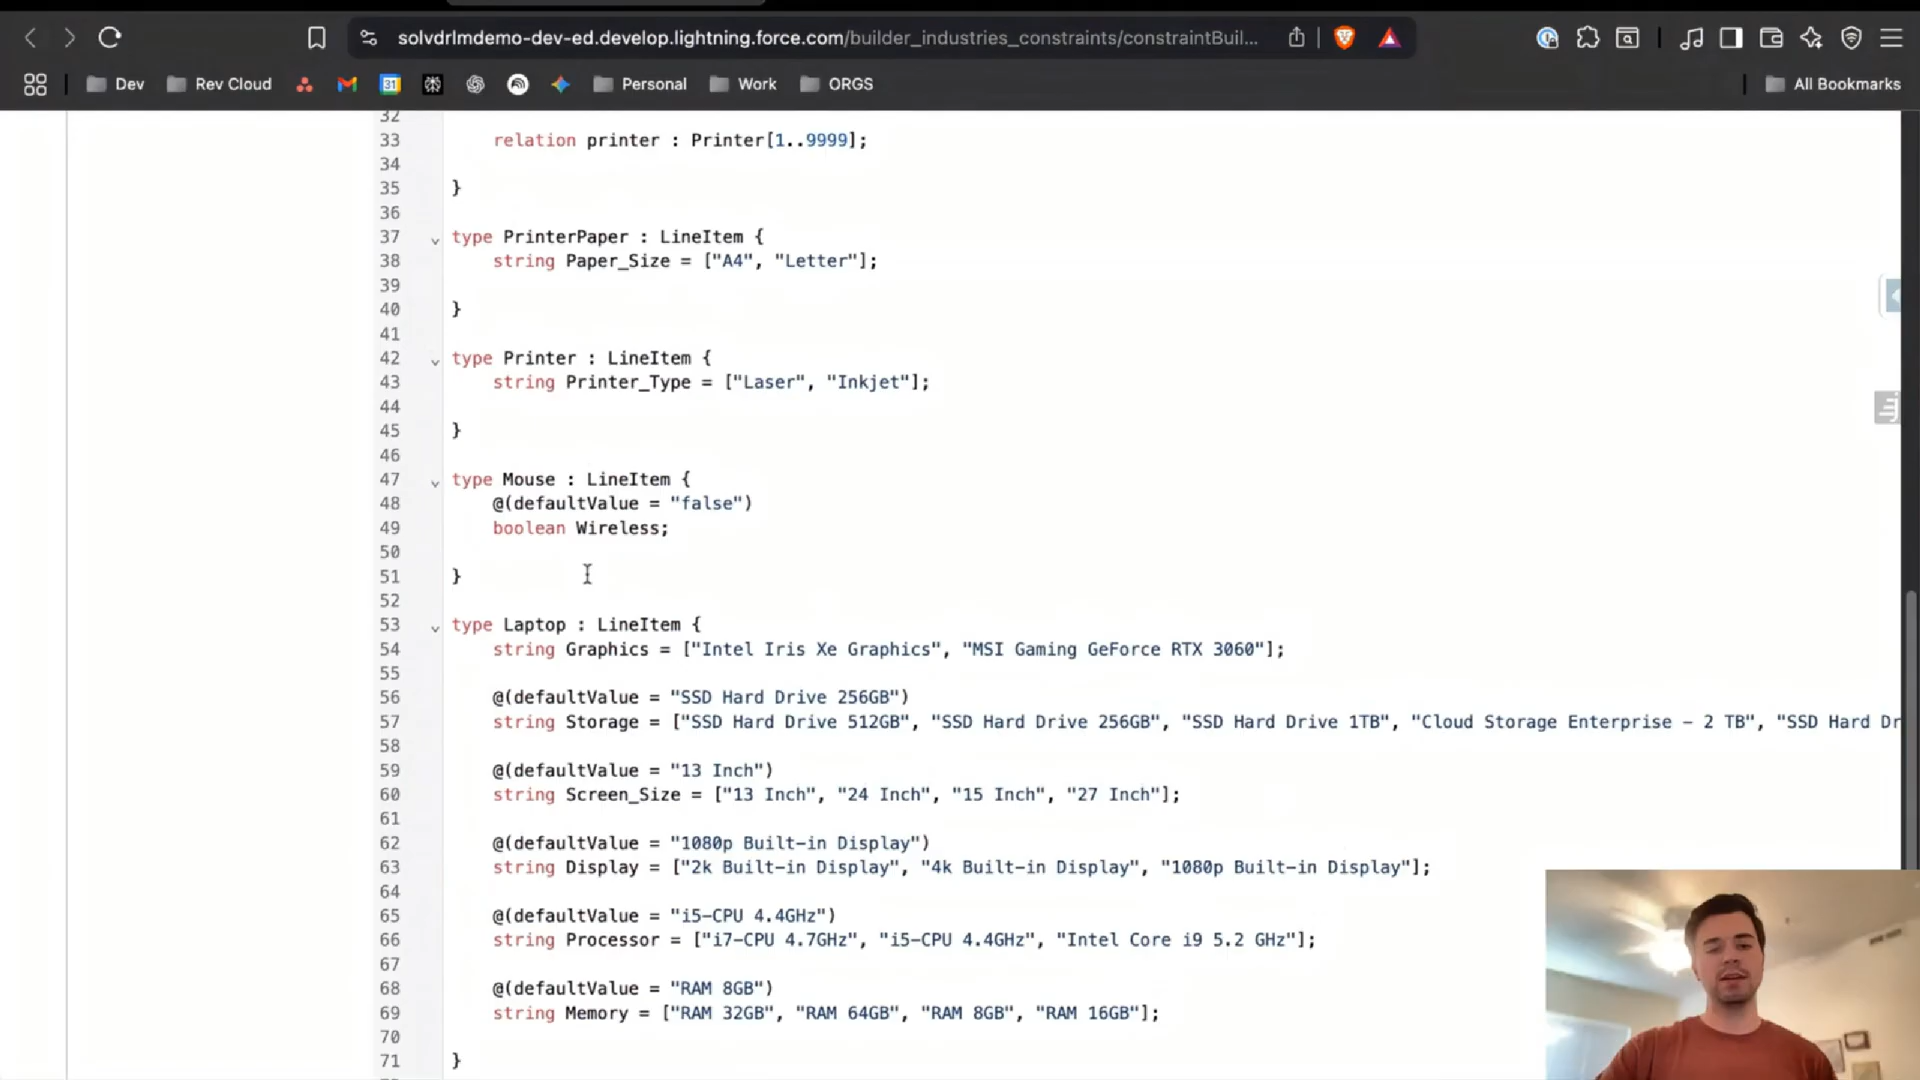 solvdrlmdemo-dev-ed.develop.lightning.force.com/builder_industries_constraints/constraintBuil...
Dev
Rev Cloud
31
Personal
Work
ORGS
All Bookmarks
32
33 relation printer : Printer[1..9999];
34
35 }
36
37 type PrinterPaper : LineItem {
38 string Paper_Size = ["A4", "Letter"];
39
40 }
41
42 type Printer : LineItem {
43 string Printer_Type = ["Laser", "Inkjet"];
44
45 }
46
47 type Mouse : LineItem {
48 @(defaultValue = "false")
49 boolean Wireless;
50
51 }
52
53 type Laptop : LineItem {
54 string Graphics = ["Intel Iris Xe Graphics", "MSI Gaming GeForce RTX 3060"];
55
56 @(defaultValue = "SSD Hard Drive 256GB")
57 string Storage = ["SSD Hard Drive 512GB", "SSD Hard Drive 256GB", "SSD Hard Drive 1TB", "Cloud Storage Enterprise – 2 TB", "SSD Hard Dr
58
59 @(defaultValue = "13 Inch")
60 string Screen_Size = ["13 Inch", "24 Inch", "15 Inch", "27 Inch"];
61
62 @(defaultValue = "1080p Built-in Display")
63 string Display = ["2k Built-in Display", "4k Built-in Display", "1080p Built-in Display"];
64
65 @(defaultValue = "i5-CPU 4.4GHz")
66 string Processor = ["i7-CPU 4.7GHz", "i5-CPU 4.4GHz", "Intel Core i9 5.2 GHz"];
67
68 @(defaultValue = "RAM 8GB")
69 string Memory = ["RAM 32GB", "RAM 64GB", "RAM 8GB", "RAM 16GB"];
70
71 }